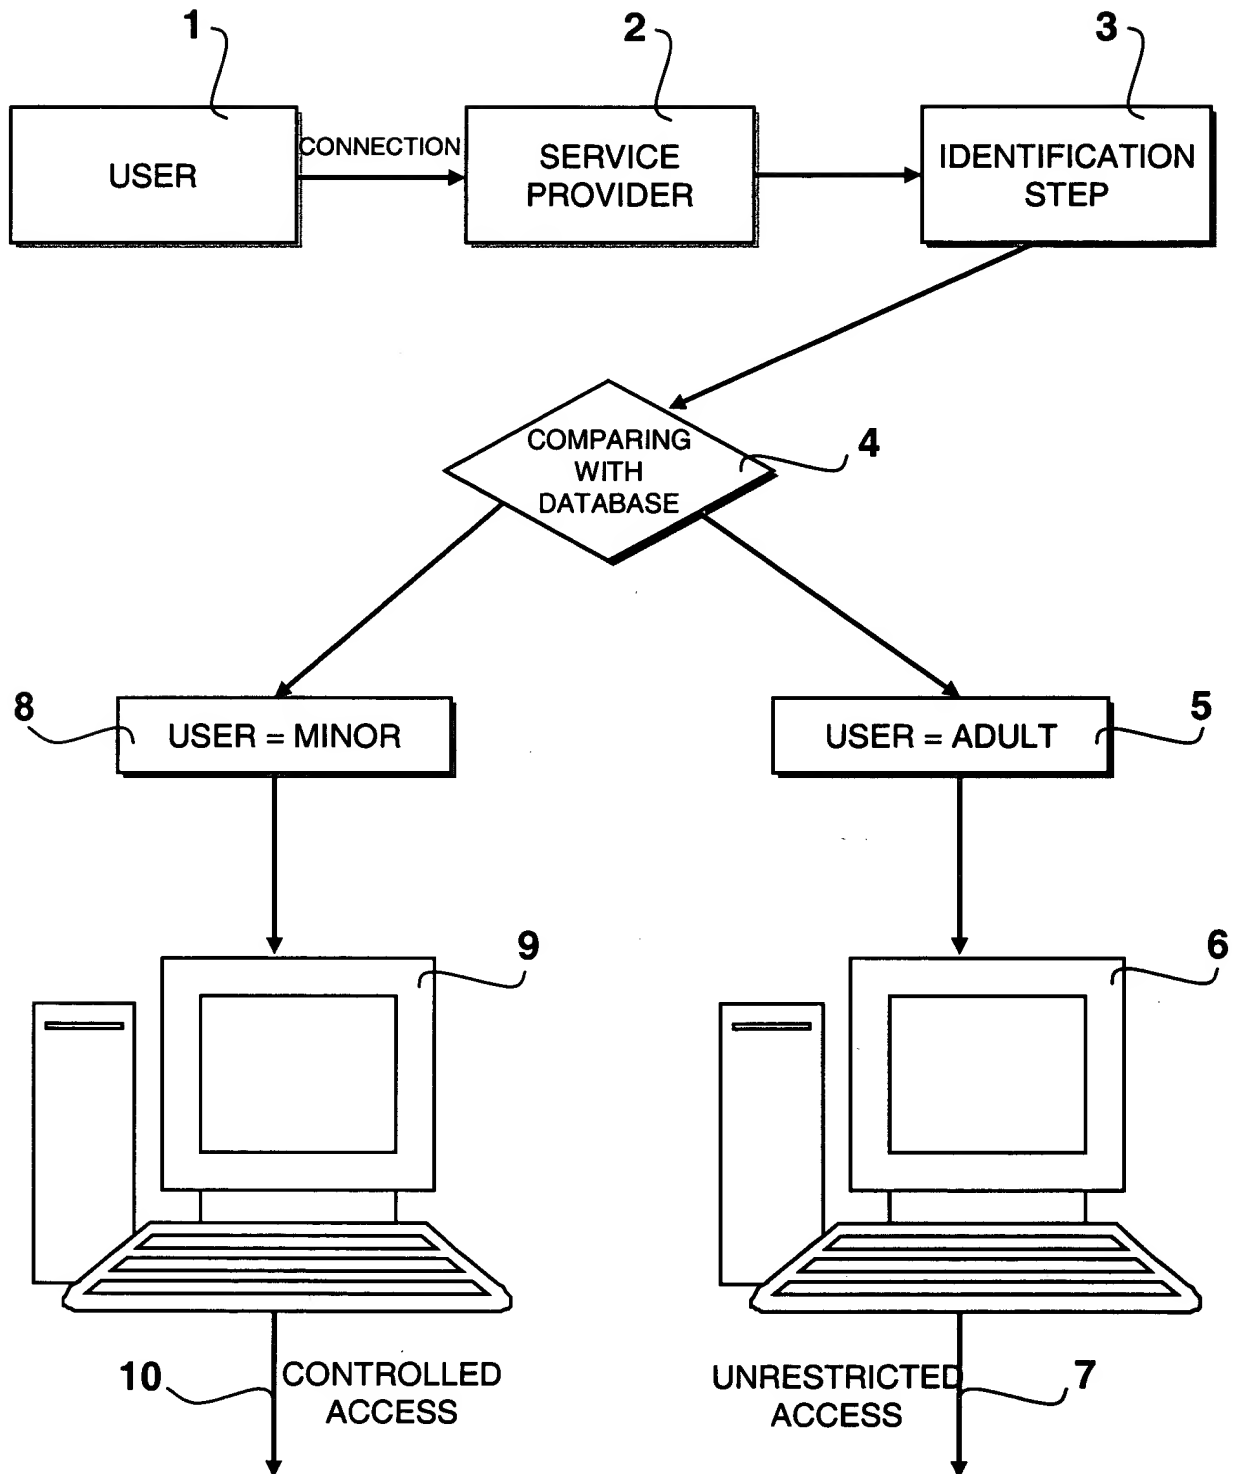 1
2
3
USER
CONNECTION
SERVICE
PROVIDER
IDENTIFICATION
STEP
COMPARING
WITH
DATABASE
4
8
USER = MINOR
USER = ADULT
5
9
6
10
CONTROLLED
ACCESS
UNRESTRICTED
ACCESS
7